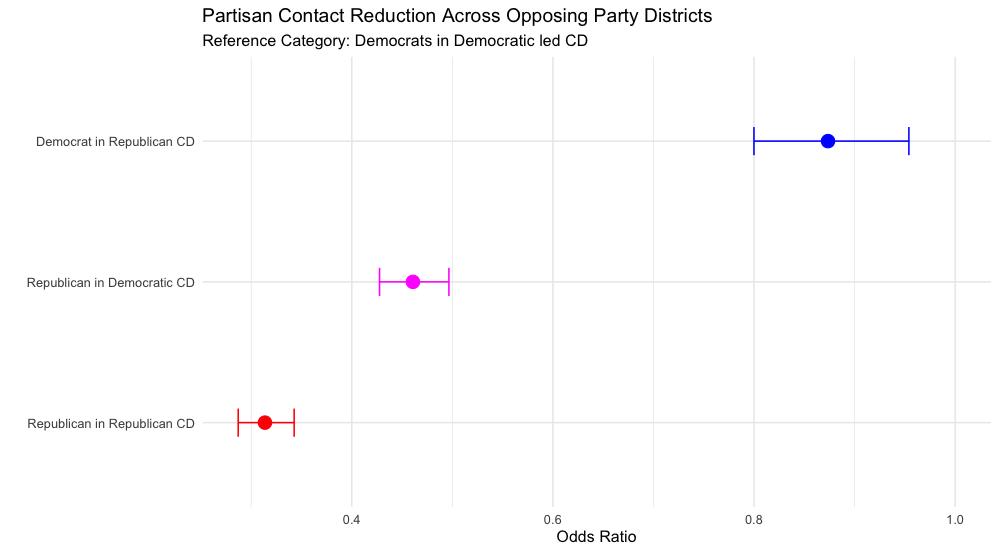 Partisan Contact Reduction Across Opposing Party Districts
Reference Category: Democrats in Democratic led CD
Democrat in Republican CD
Republican in Democratic CD
Republican in Republican CD
0.4 0.6 0.8 1.0
Odds Ratio